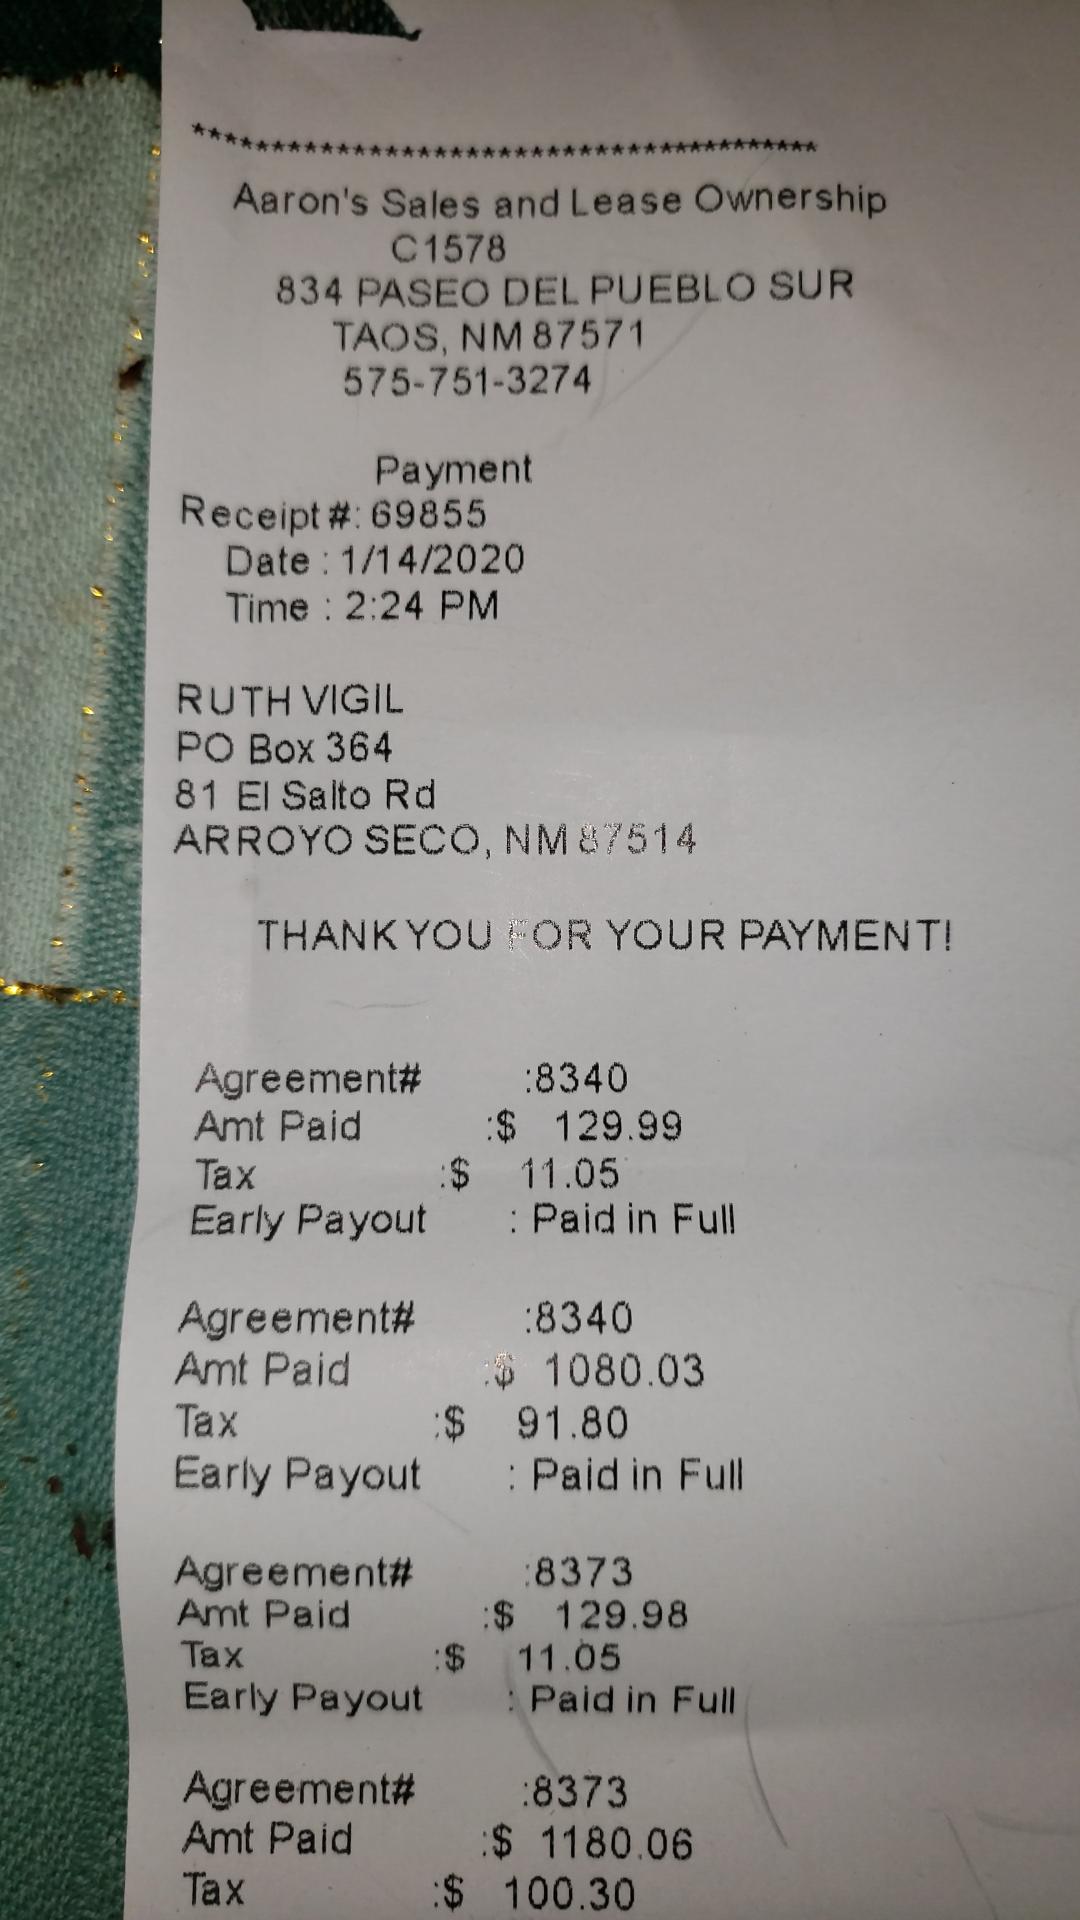 ****************************************
Aaron's Sales and Lease Ownership
C1578
834 PASEO DEL PUEBLO SUR
TAOS, NM 87571
575-751-3274
Payment
Receipt #: 69855
Date : 1/14/2020
Time : 2:24 PM
RUTH VIGIL
PO Box 364
81 El Salto Rd
ARROYO SECO, NM 87514
THANK YOU FOR YOUR PAYMENT!
Agreement# :8340
Amt Paid :$ 129.99
Tax :$ 11.05
Early Payout : Paid in Full
Agreement# :8340
Amt Paid :$ 1080.03
Tax :$ 91.80
Early Payout : Paid in Full
Agreement# :8373
Amt Paid :$ 129.98
Tax :$ 11.05
Early Payout : Paid in Full
Agreement# :8373
Amt Paid :$ 1180.06
Tax :$ 100.30